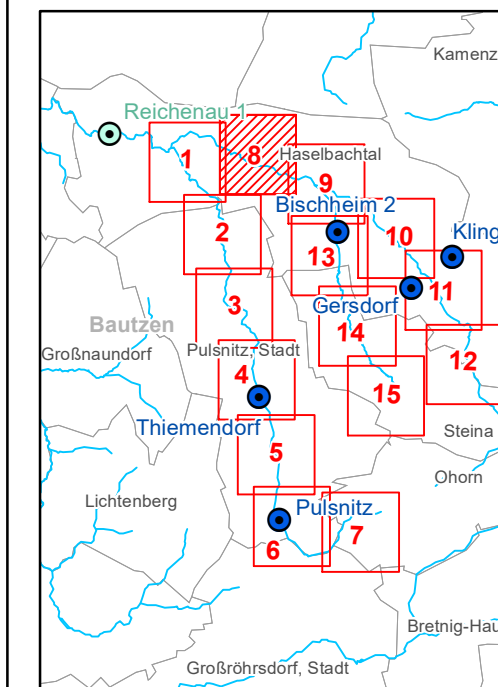 Kamenz
Reichenau 1
1
8
Haselbachtal
9
Bischheim 2
10
2
13
Kling
11
3
Gersdorf
Bautzen
14
Großnaundorf
Pulsnitz, Stadt
12
4
15
Thiemendorf
Steina
5
Ohorn
Lichtenberg
Pulsnitz
6
7
Bretnig-Hau
Großröhrsdorf, Stadt